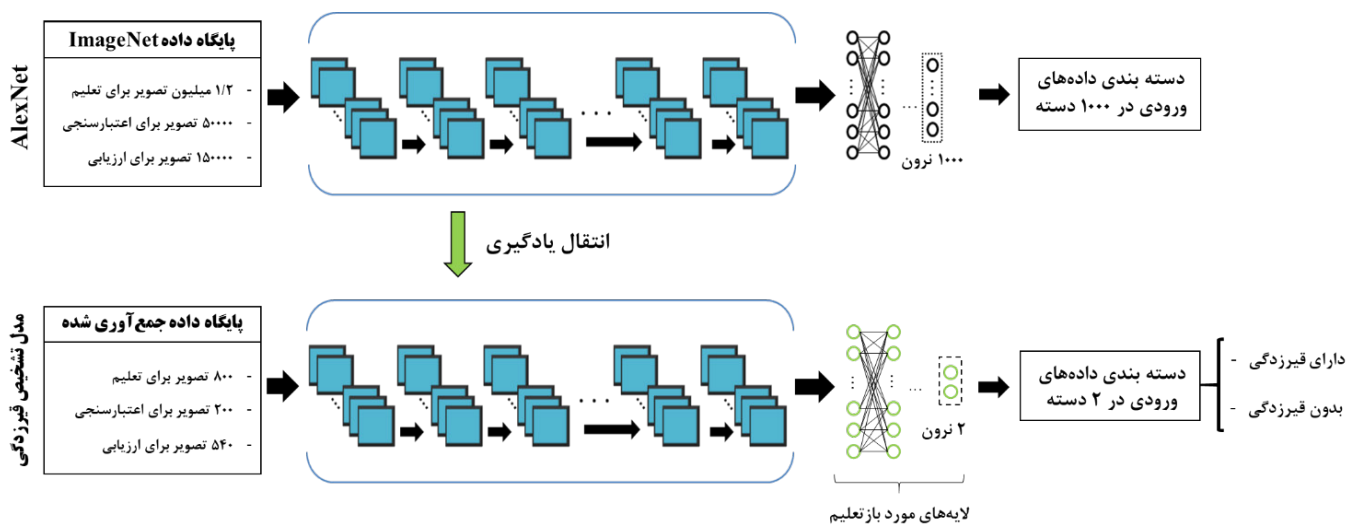 AlexNet
پایگاه داده ImageNet
- ۱/۲ میلیون تصویر برای تعلیم
- ۵۰۰۰۰ تصویر برای اعتبارسنجی
- ۱۵۰۰۰۰ تصویر برای ارزیابی
۱۰۰۰ نرون
دسته بندی داده‌های
ورودی در ۱۰۰۰ دسته
انتقال یادگیری
مدل تشخیص قیرزدگی
پایگاه داده جمع‌آوری شده
- ۸۰۰ تصویر برای تعلیم
- ۲۰۰ تصویر برای اعتبارسنجی
- ۵۴۰ تصویر برای ارزیابی
۲ نرون
لایه‌های مورد بازتعلیم
دسته بندی داده‌های
ورودی در ۲ دسته
- دارای قیرزدگی
- بدون قیرزدگی